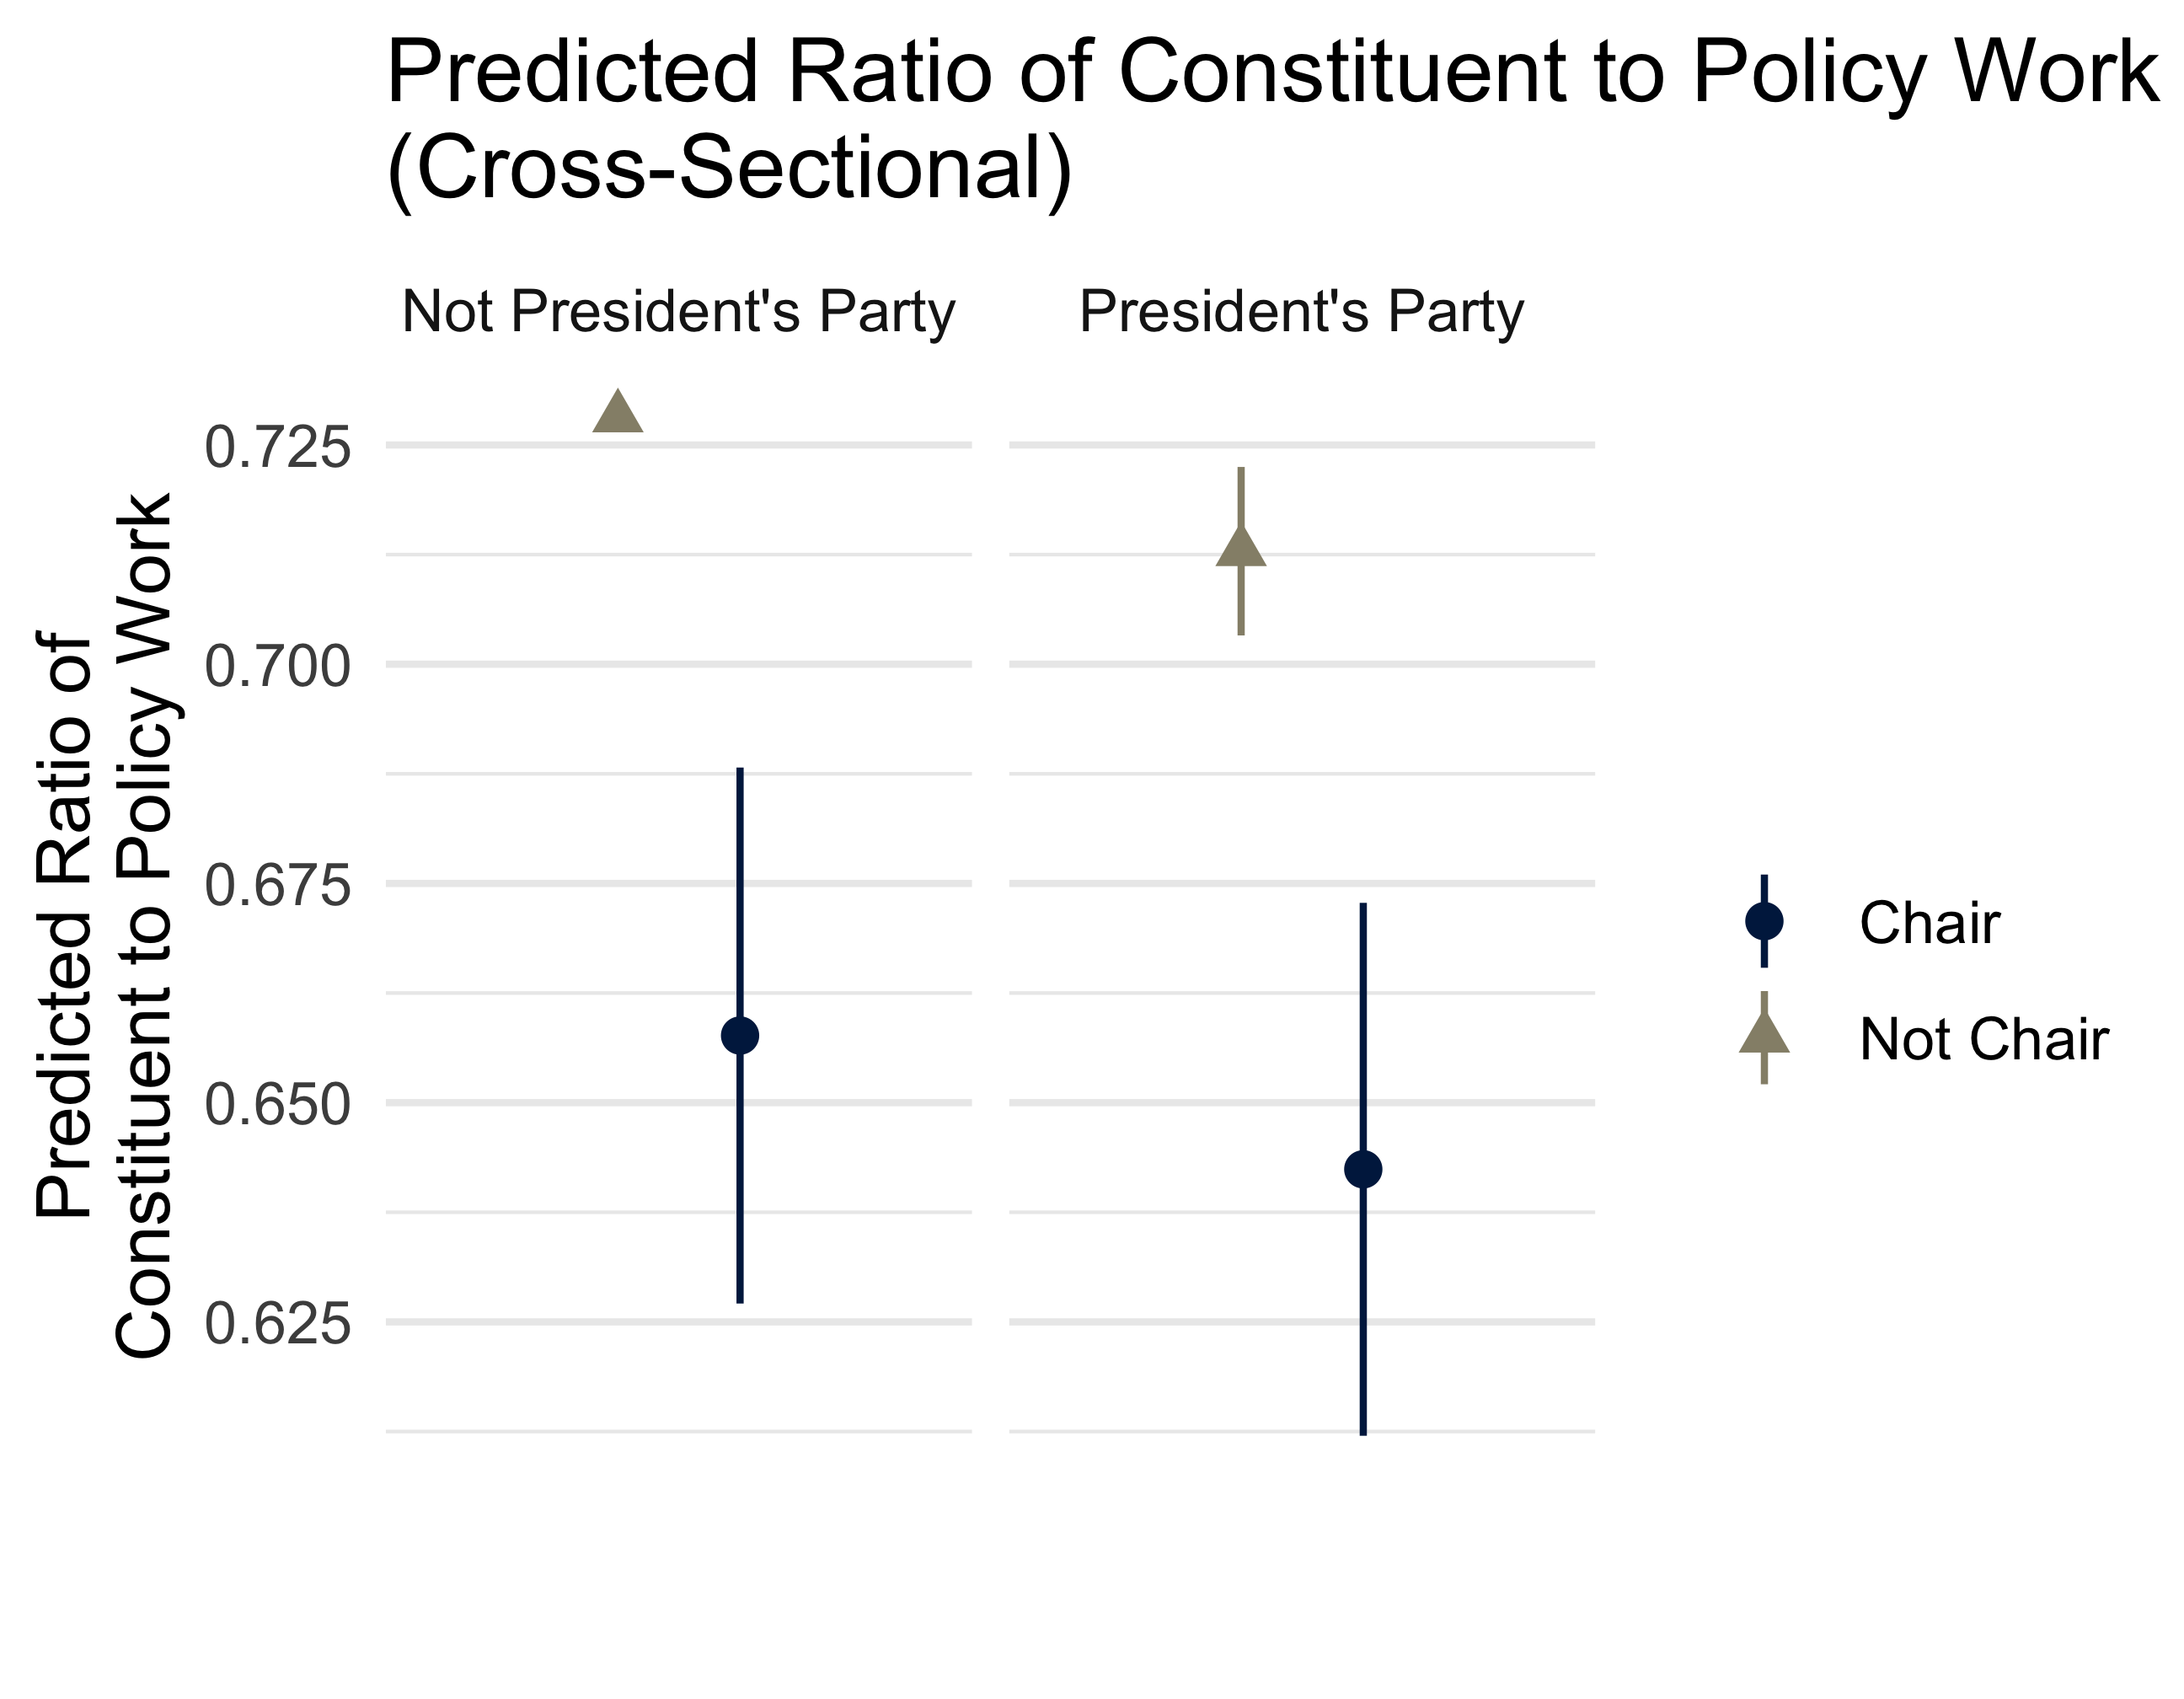 Predicted Ratio of Constituent to Policy Work
(Cross-Sectional)
Not President's Party
President's Party
Predicted Ratio of
Constituent to Policy Work
0.725
0.700
0.675
0.650
0.625
Chair
Not Chair